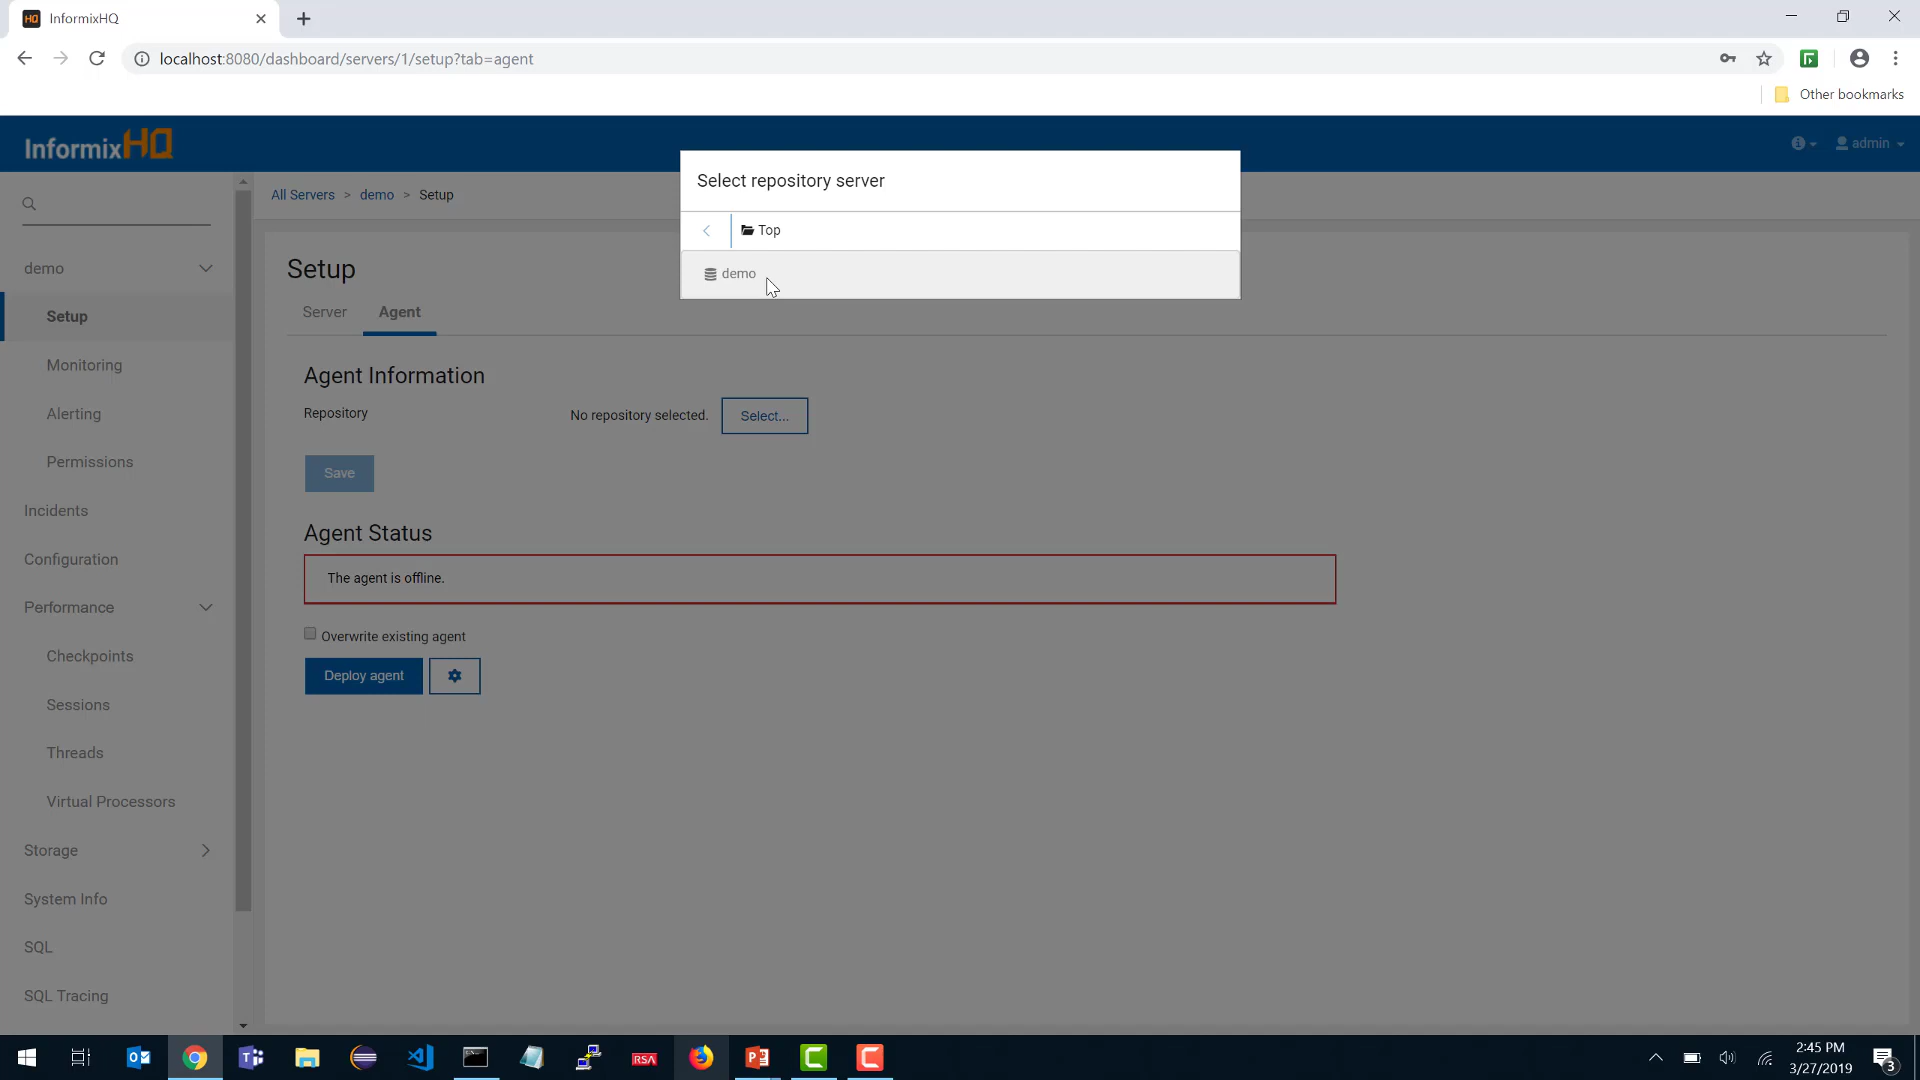 InformixHQ
localhost:8080/dashboard/servers/1/setup?tab=agent
Other bookmarks
InformixHQ
admin
Select repository server
Top
demo
All Servers > demo > Setup
demo
Setup
Monitoring
Alerting
Permissions
Incidents
Configuration
Performance
Checkpoints
Sessions
Threads
Virtual Processors
Storage
System Info
SQL
SQL Tracing
Setup
Server Agent
Agent Information
Repository No repository selected. Select...
Save
Agent Status
The agent is offline.
Overwrite existing agent
Deploy agent
RSA
2:45 PM
3/27/2019
3